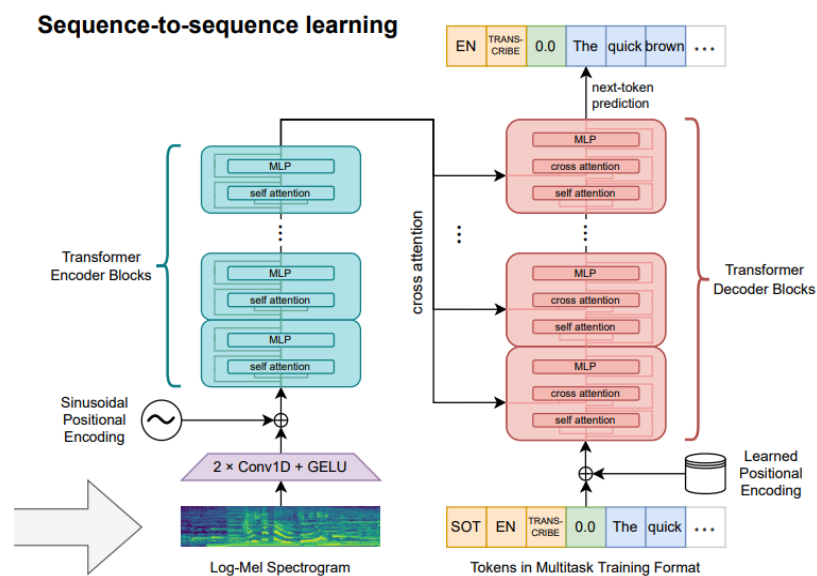 Sequence-to-sequence learning
EN TRANS-CRIBE 0.0 The quick brown ...
next-token
prediction
MLP
cross attention
self attention
MLP
self attention
Transformer
Encoder Blocks
cross attention
Transformer
Decoder Blocks
MLP
self attention
MLP
self attention
MLP
cross attention
self attention
MLP
cross attention
self attention
Sinusoidal
Positional
Encoding
2 × Conv1D + GELU
Learned
Positional
Encoding
SOT EN TRANS-CRIBE 0.0 The quick ...
Log-Mel Spectrogram
Tokens in Multitask Training Format